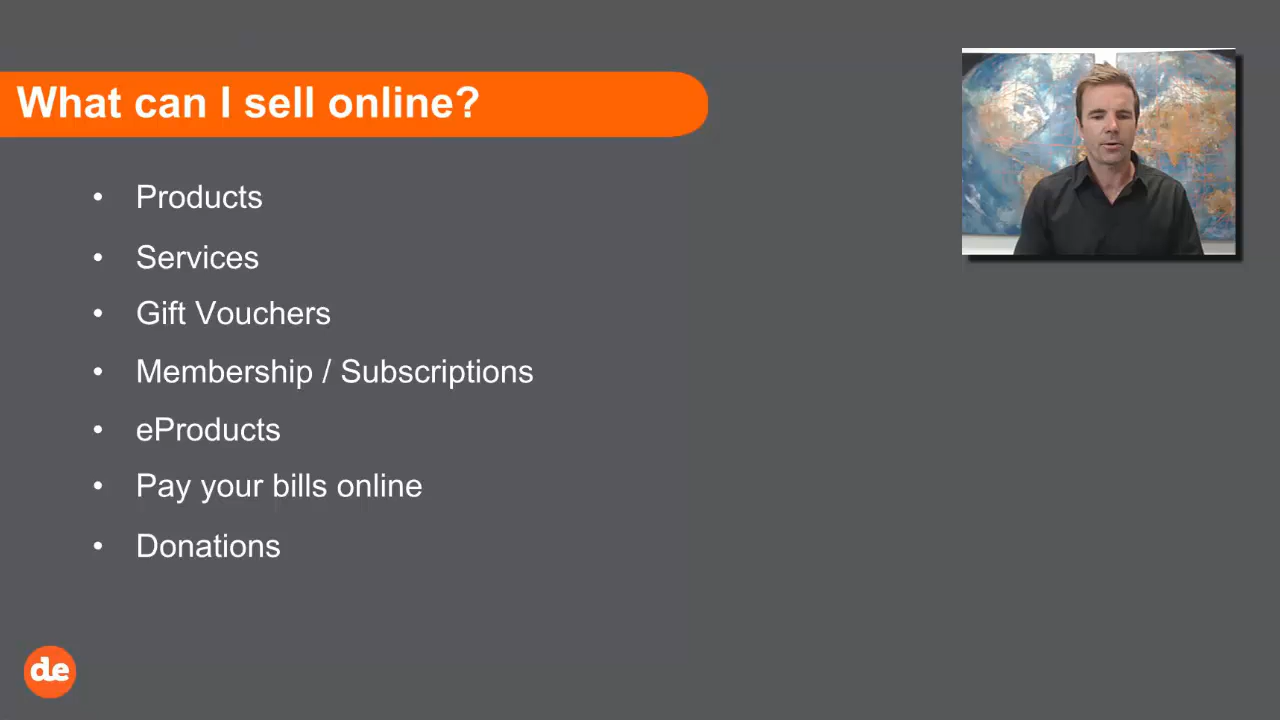 What can I sell online?
• Products
• Services
• Gift Vouchers
• Membership / Subscriptions
• eProducts
• Pay your bills online
• Donations
de